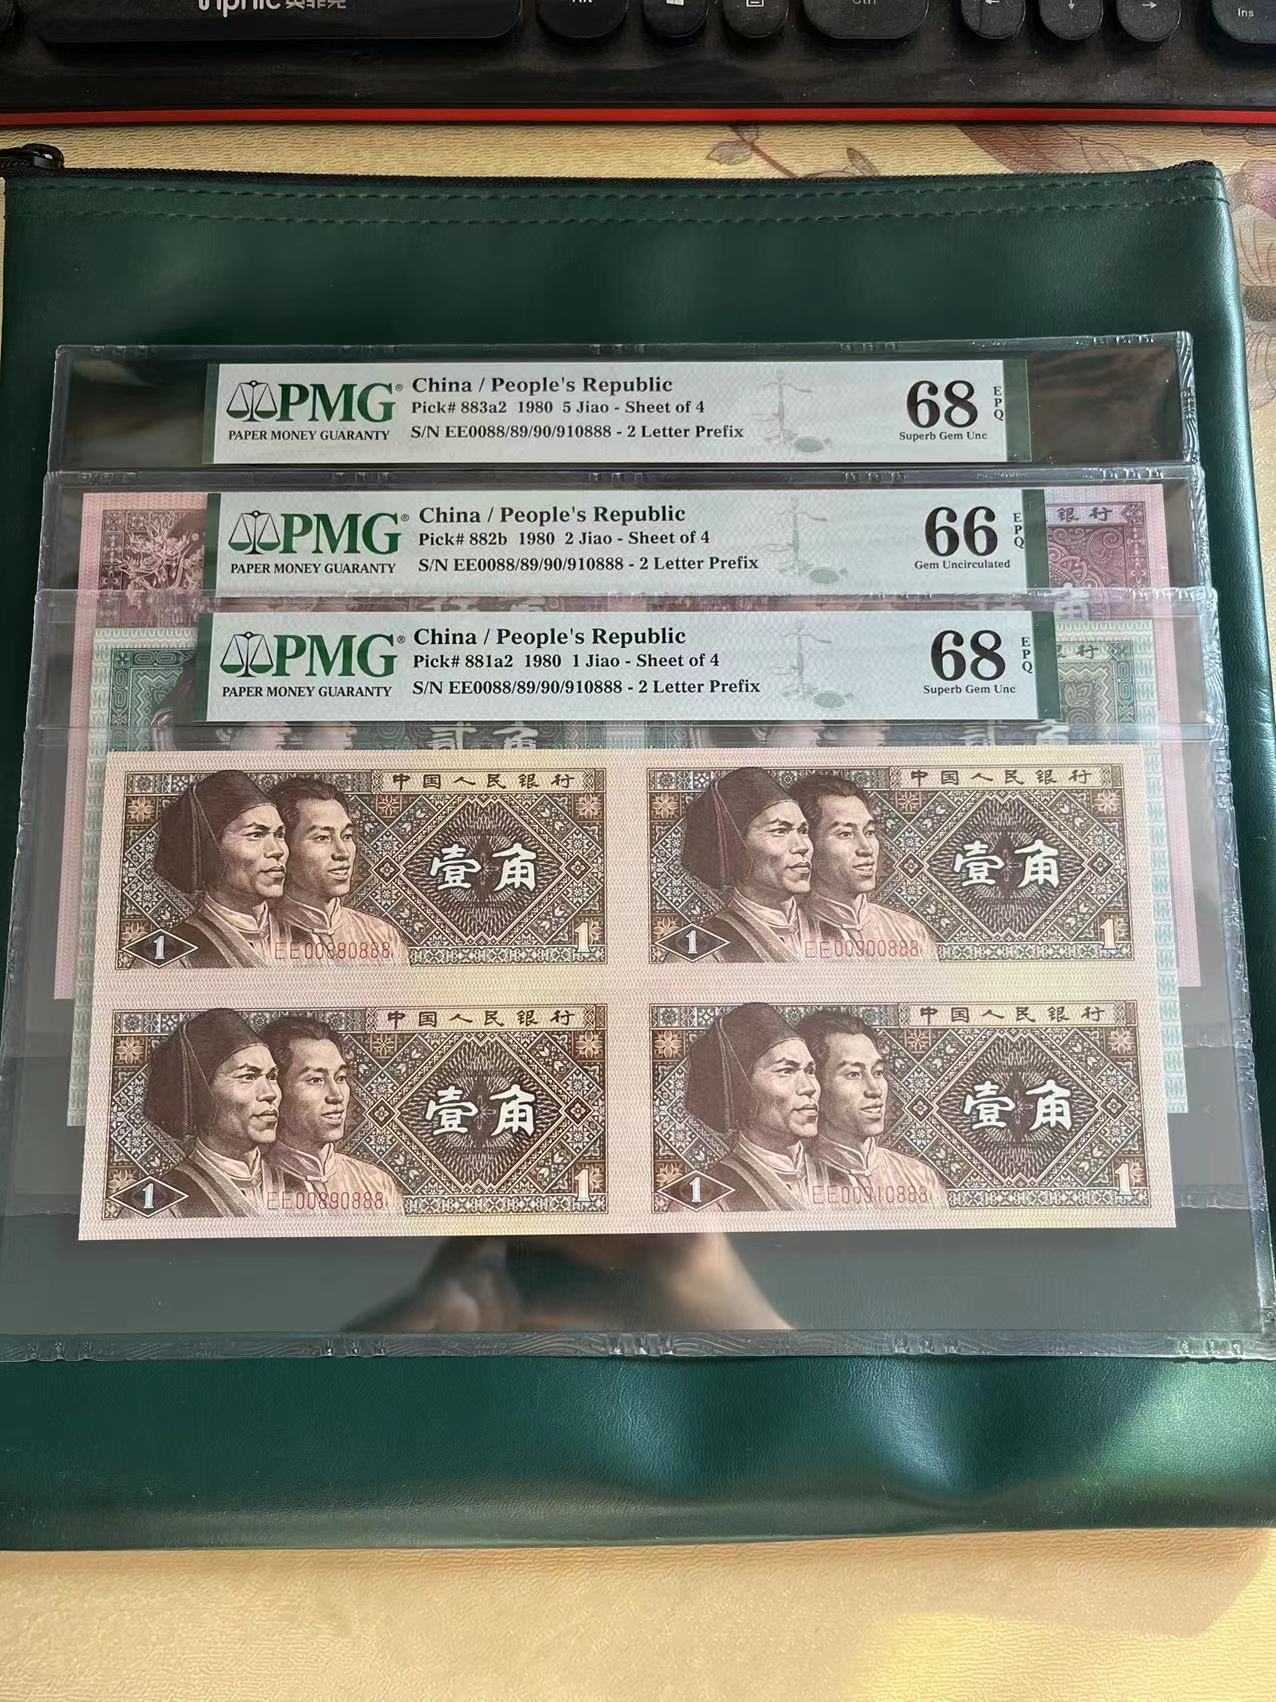 Ctrl
Ins
PMG®
PAPER MONEY GUARANTY
China / People's Republic
Pick# 883a2 1980 5 Jiao - Sheet of 4
S/N EE0088/89/90/910888 - 2 Letter Prefix
68
EPQ
Superb Gem Unc
银行
PMG®
PAPER MONEY GUARANTY
China / People's Republic
Pick# 882b 1980 2 Jiao - Sheet of 4
S/N EE0088/89/90/910888 - 2 Letter Prefix
66
EPQ
Gem Uncirculated
行
PMG®
PAPER MONEY GUARANTY
China / People's Republic
Pick# 881a2 1980 1 Jiao - Sheet of 4
S/N EE0088/89/90/910888 - 2 Letter Prefix
68
EPQ
Superb Gem Unc
中国人民银行
壹角
1
EE00880888
1
中国人民银行
壹角
1
EE00900888
1
中国人民银行
壹角
1
EE00890888
1
中国人民银行
壹角
1
EE00910888
1